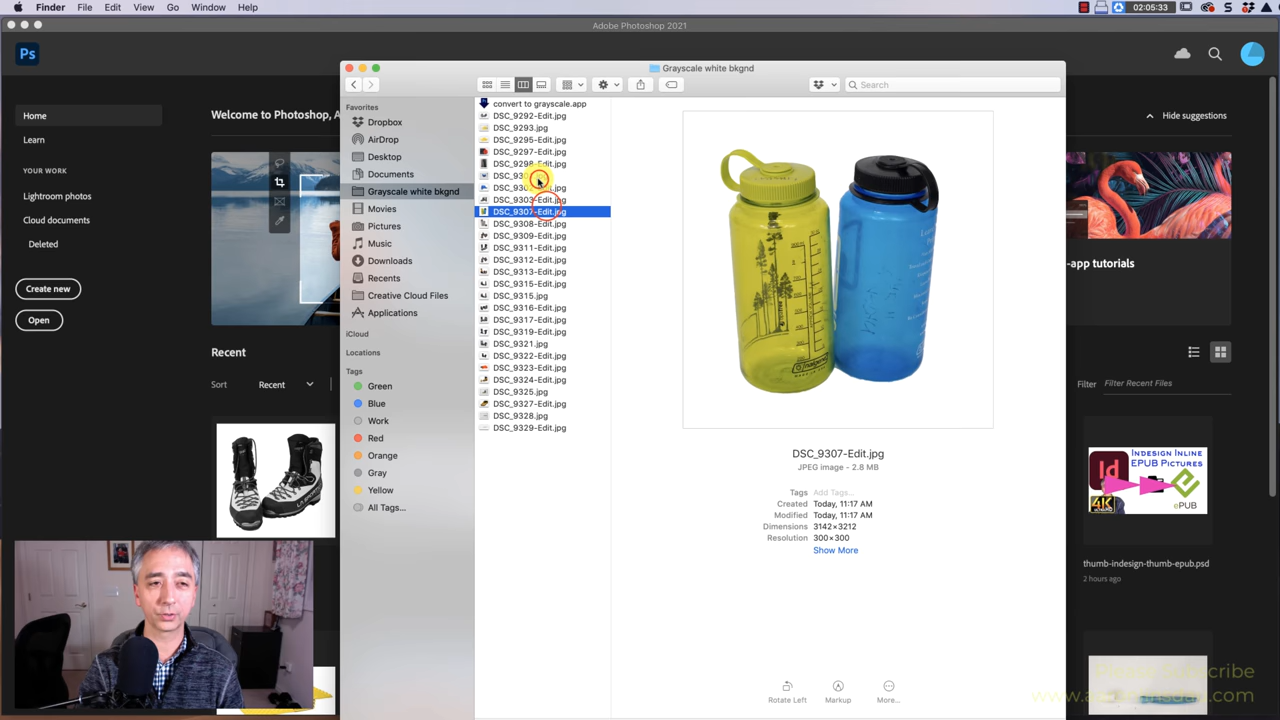 Finder File Edit View Go Window Help
02:05:33
Adobe Photoshop 2021
Ps
Home
Learn
YOUR WORK
Lightroom photos
Cloud documents
Deleted
Create new
Open
Welcome to Photoshop, A
Hide suggestions
-app tutorials
Recent
Sort Recent
Filter Filter Recent Files
INDESIGN INLINE
EPUB PICTURES
Id
4K
ePUB
thumb-indesign-thumb-epub.psd
2 hours ago
Grayscale white bkgnd
Search
Favorites
Dropbox
AirDrop
Desktop
Documents
Grayscale white bkgnd
Movies
Pictures
Music
Downloads
Recents
Creative Cloud Files
Applications
iCloud
Locations
Tags
Green
Blue
Work
Red
Orange
Gray
Yellow
All Tags...
convert to grayscale.app
DSC_9292-Edit.jpg
DSC_9293.jpg
DSC_9295-Edit.jpg
DSC_9297-Edit.jpg
DSC_9298-Edit.jpg
DSC_9303-Edit.jpg
DSC_9307-Edit.jpg
DSC_9308-Edit.jpg
DSC_9309-Edit.jpg
DSC_9311-Edit.jpg
DSC_9312-Edit.jpg
DSC_9313-Edit.jpg
DSC_9315-Edit.jpg
DSC_9315.jpg
DSC_9316-Edit.jpg
DSC_9317-Edit.jpg
DSC_9319-Edit.jpg
DSC_9321.jpg
DSC_9322-Edit.jpg
DSC_9323-Edit.jpg
DSC_9324-Edit.jpg
DSC_9325.jpg
DSC_9327-Edit.jpg
DSC_9328.jpg
DSC_9329-Edit.jpg
DSC_9307-Edit.jpg
JPEG image - 2.8 MB
Tags Add Tags...
Created Today, 11:17 AM
Modified Today, 11:17 AM
Dimensions 3142×3212
Resolution 300×300
Show More
Rotate Left Markup More...